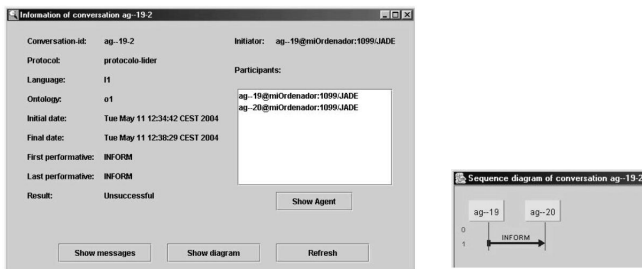 Information of conversation ag--19-2
Conversation-id: ag--19-2
Initiator: ag--19@miOrdenador:1099/JADE
Protocol: protocolo-lider
Participants:
Language: l1
Ontology: o1
ag--19@miOrdenador:1099/JADE
ag--20@miOrdenador:1099/JADE
Initial date: Tue May 11 12:34:42 CEST 2004
Final date: Tue May 11 12:38:29 CEST 2004
First performative: INFORM
Last performative: INFORM
Result: Unsuccessful
Show Agent
Show messages Show diagram Refresh
Sequence diagram of conversation ag--19-2
ag--19 ag--20
0
1 INFORM